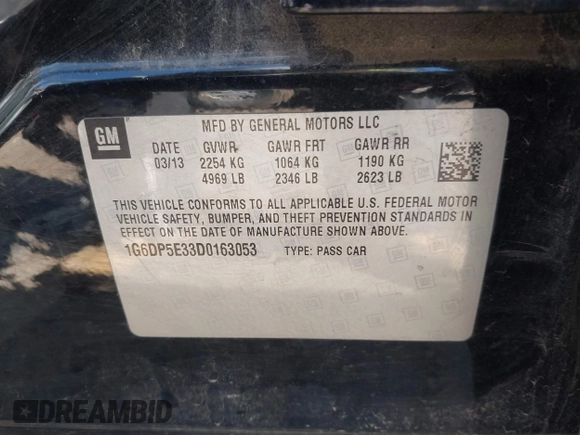 GM
MFD BY GENERAL MOTORS LLC
DATE GVWR GAWR FRT GAWR RR
03/13 2254 KG 1064 KG 1190 KG
4969 LB 2346 LB 2623 LB
THIS VEHICLE CONFORMS TO ALL APPLICABLE U.S. FEDERAL MOTOR
VEHICLE SAFETY, BUMPER, AND THEFT PREVENTION STANDARDS
IN EFFECT ON THE DATE OF MANUFACTURE SHOWN ABOVE.
1G6DP5E33D0163053 TYPE: PASS CAR
DREAMBID